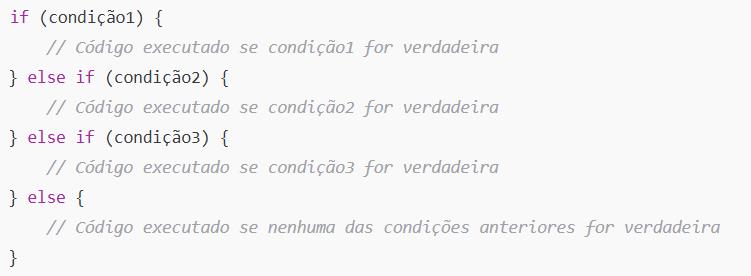 if (condição1) {
    // Código executado se condição1 for verdadeira
} else if (condição2) {
    // Código executado se condição2 for verdadeira
} else if (condição3) {
    // Código executado se condição3 for verdadeira
} else {
    // Código executado se nenhuma das condições anteriores for verdadeira
}